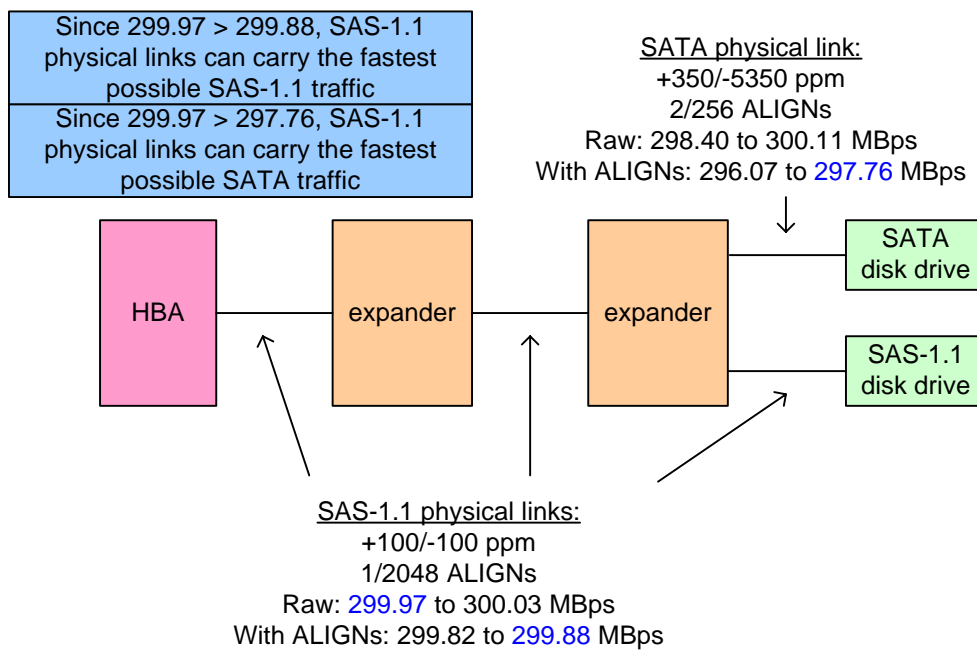 Since 299.97 > 299.88, SAS-1.1
physical links can carry the fastest
possible SAS-1.1 traffic
Since 299.97 > 297.76, SAS-1.1
physical links can carry the fastest
possible SATA traffic
SATA physical link:
+350/-5350 ppm
2/256 ALIGNs
Raw: 298.40 to 300.11 MBps
With ALIGNs: 296.07 to 297.76 MBps
HBA
expander
expander
SATA
disk drive
SAS-1.1
disk drive
SAS-1.1 physical links:
+100/-100 ppm
1/2048 ALIGNs
Raw: 299.97 to 300.03 MBps
With ALIGNs: 299.82 to 299.88 MBps